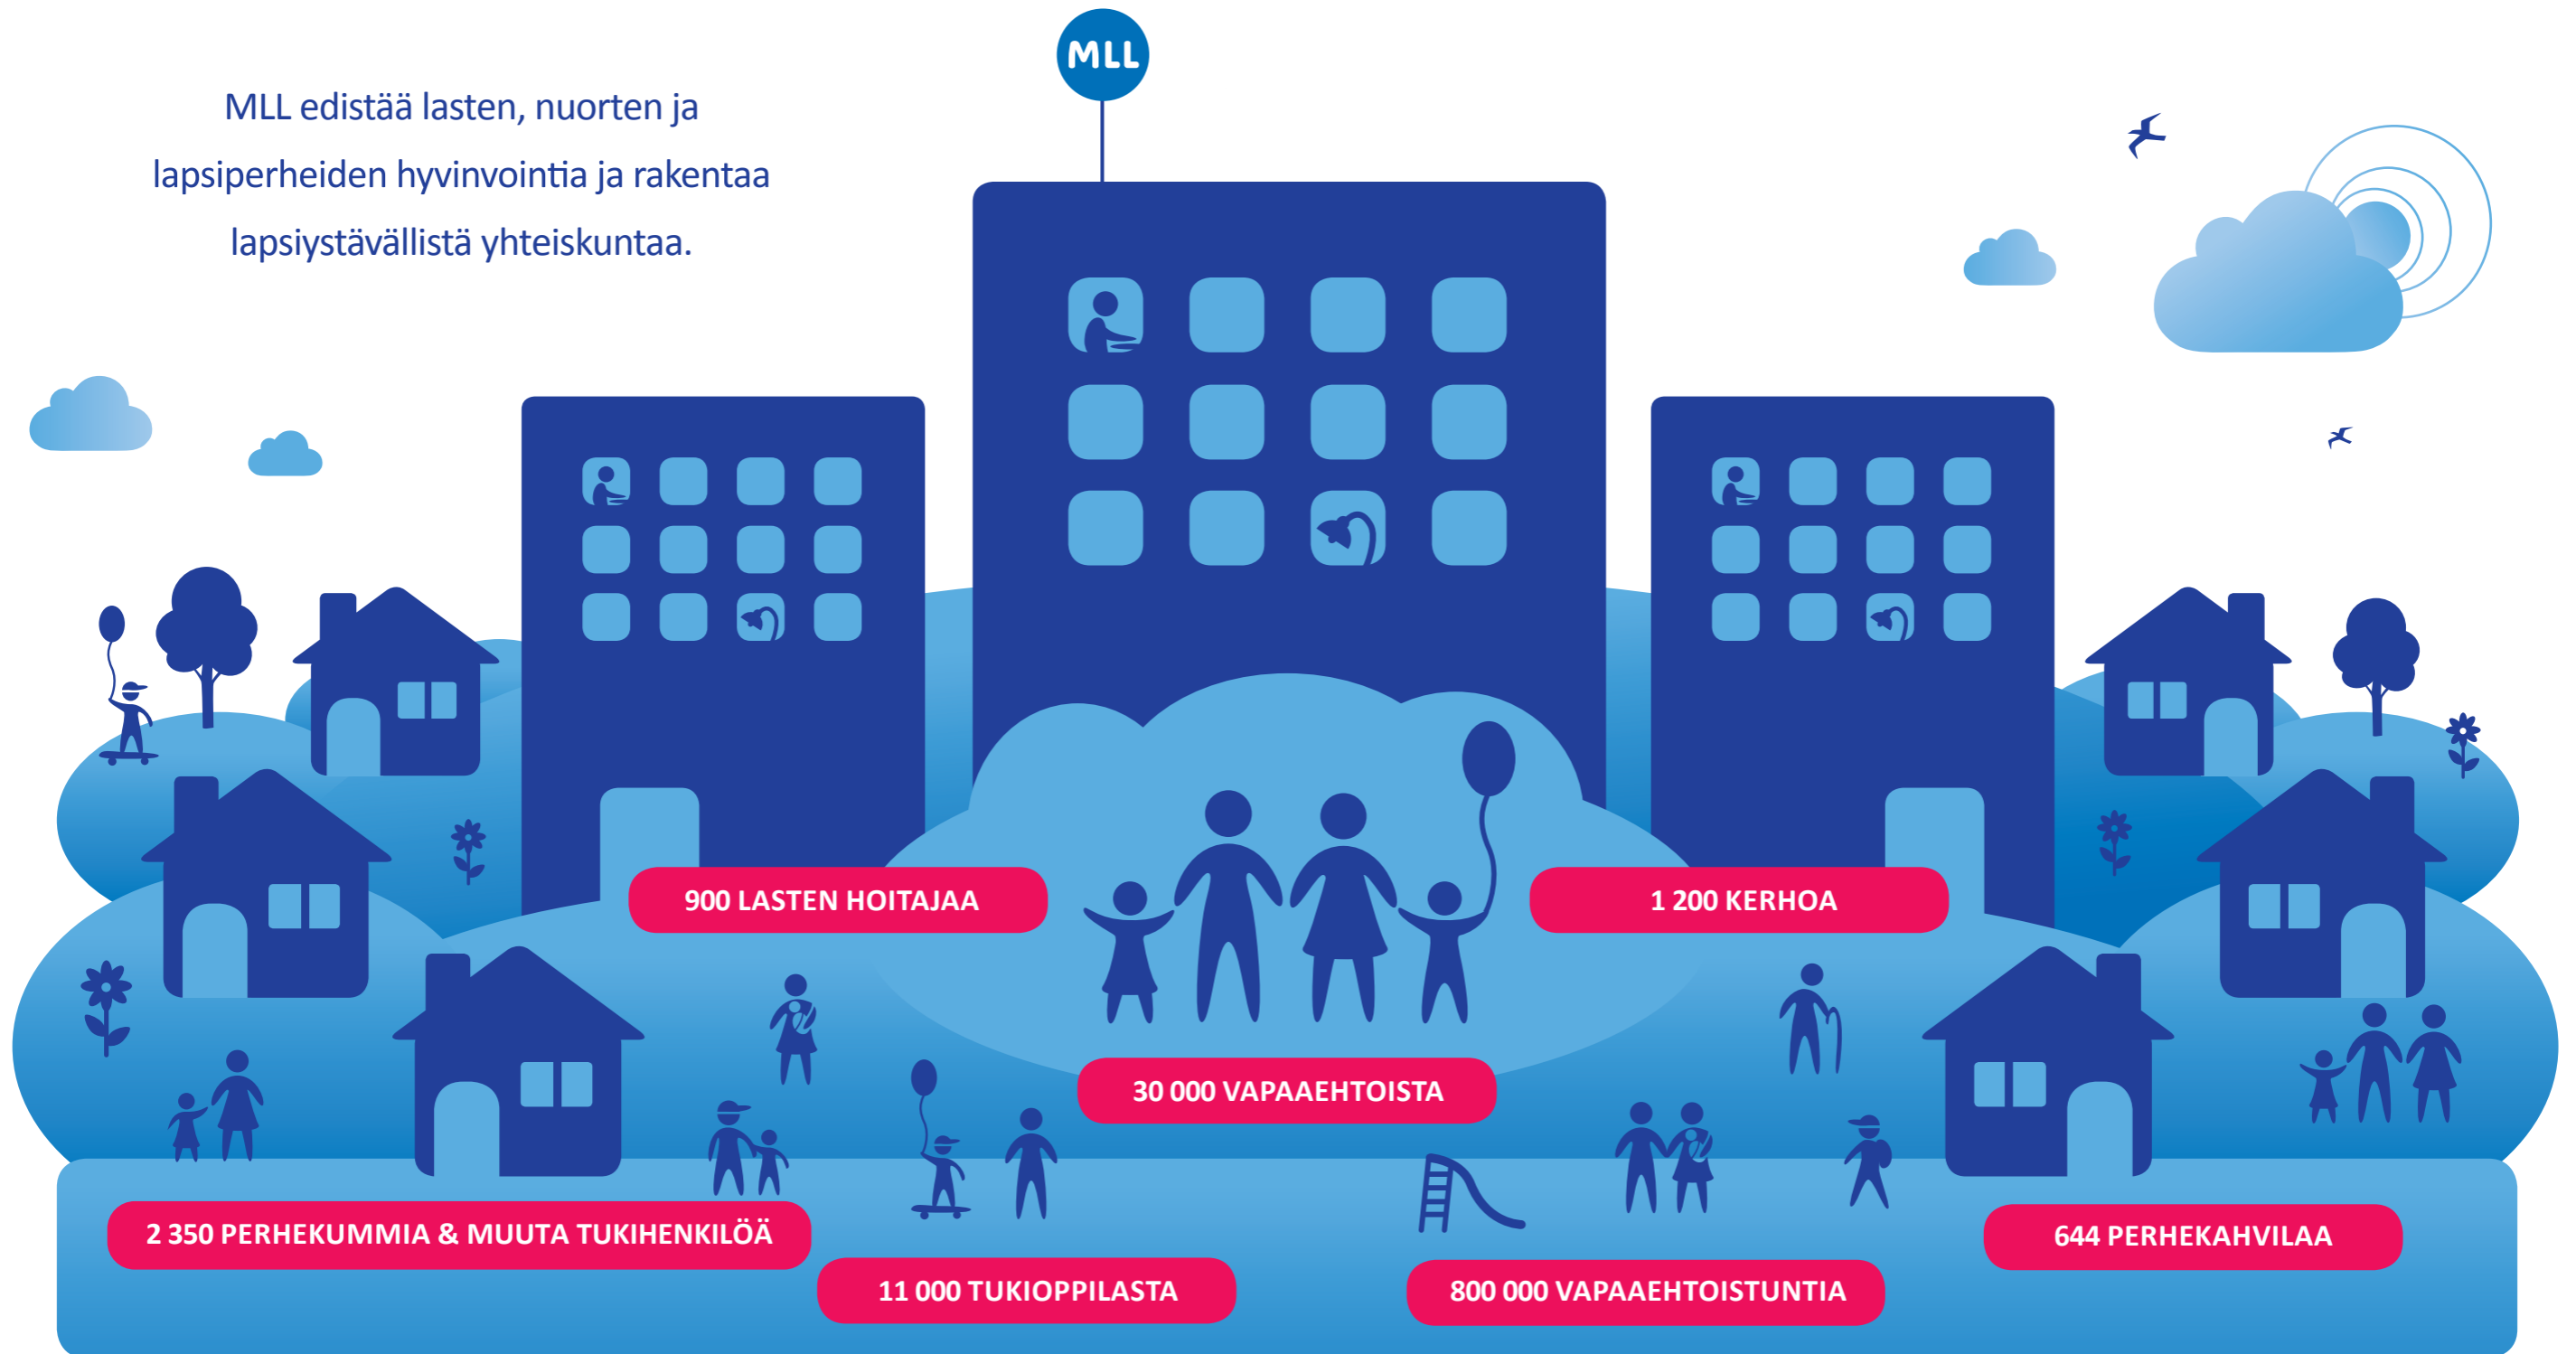 MLL
MLL edistää lasten, nuorten ja
lapsiperheiden hyvinvointia ja rakentaa
lapsiystävällistä yhteiskuntaa.
900 LASTEN HOITAJAA
1 200 KERHOA
30 000 VAPAAEHTOISTA
2 350 PERHEKUMMIA & MUUTA TUKIHENKILÖÄ
644 PERHEKAHVILAA
11 000 TUKIOPPILASTA
800 000 VAPAAEHTOISTUNTIA